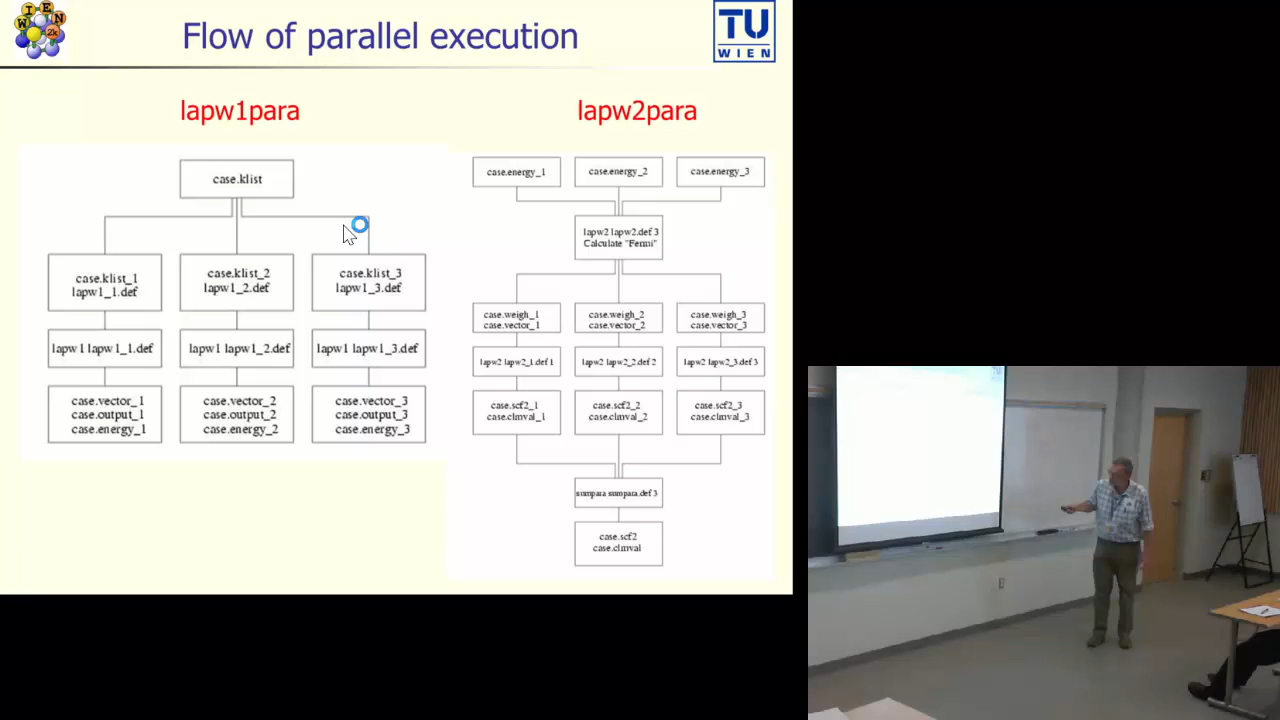 WIEN2k
Flow of parallel execution
TU
WIEN
lapw1para
lapw2para
case.klist
case.klist_1
lapw1_1.def
case.klist_2
lapw1_2.def
case.klist_3
lapw1_3.def
lapw1 lapw1_1.def
lapw1 lapw1_2.def
lapw1 lapw1_3.def
case.vector_1
case.output_1
case.energy_1
case.vector_2
case.output_2
case.energy_2
case.vector_3
case.output_3
case.energy_3
case.energy_1
case.energy_2
case.energy_3
lapw2 lapw2.def 3
Calculate "Fermi"
case.weigh_1
case.vector_1
case.weigh_2
case.vector_2
case.weigh_3
case.vector_3
lapw2 lapw2_1.def 1
lapw2 lapw2_2.def 2
lapw2 lapw2_3.def 3
case.scf2_1
case.clmval_1
case.scf2_2
case.clmval_2
case.scf2_3
case.clmval_3
sumpara sumpara.def 3
case.scf2
case.clmval